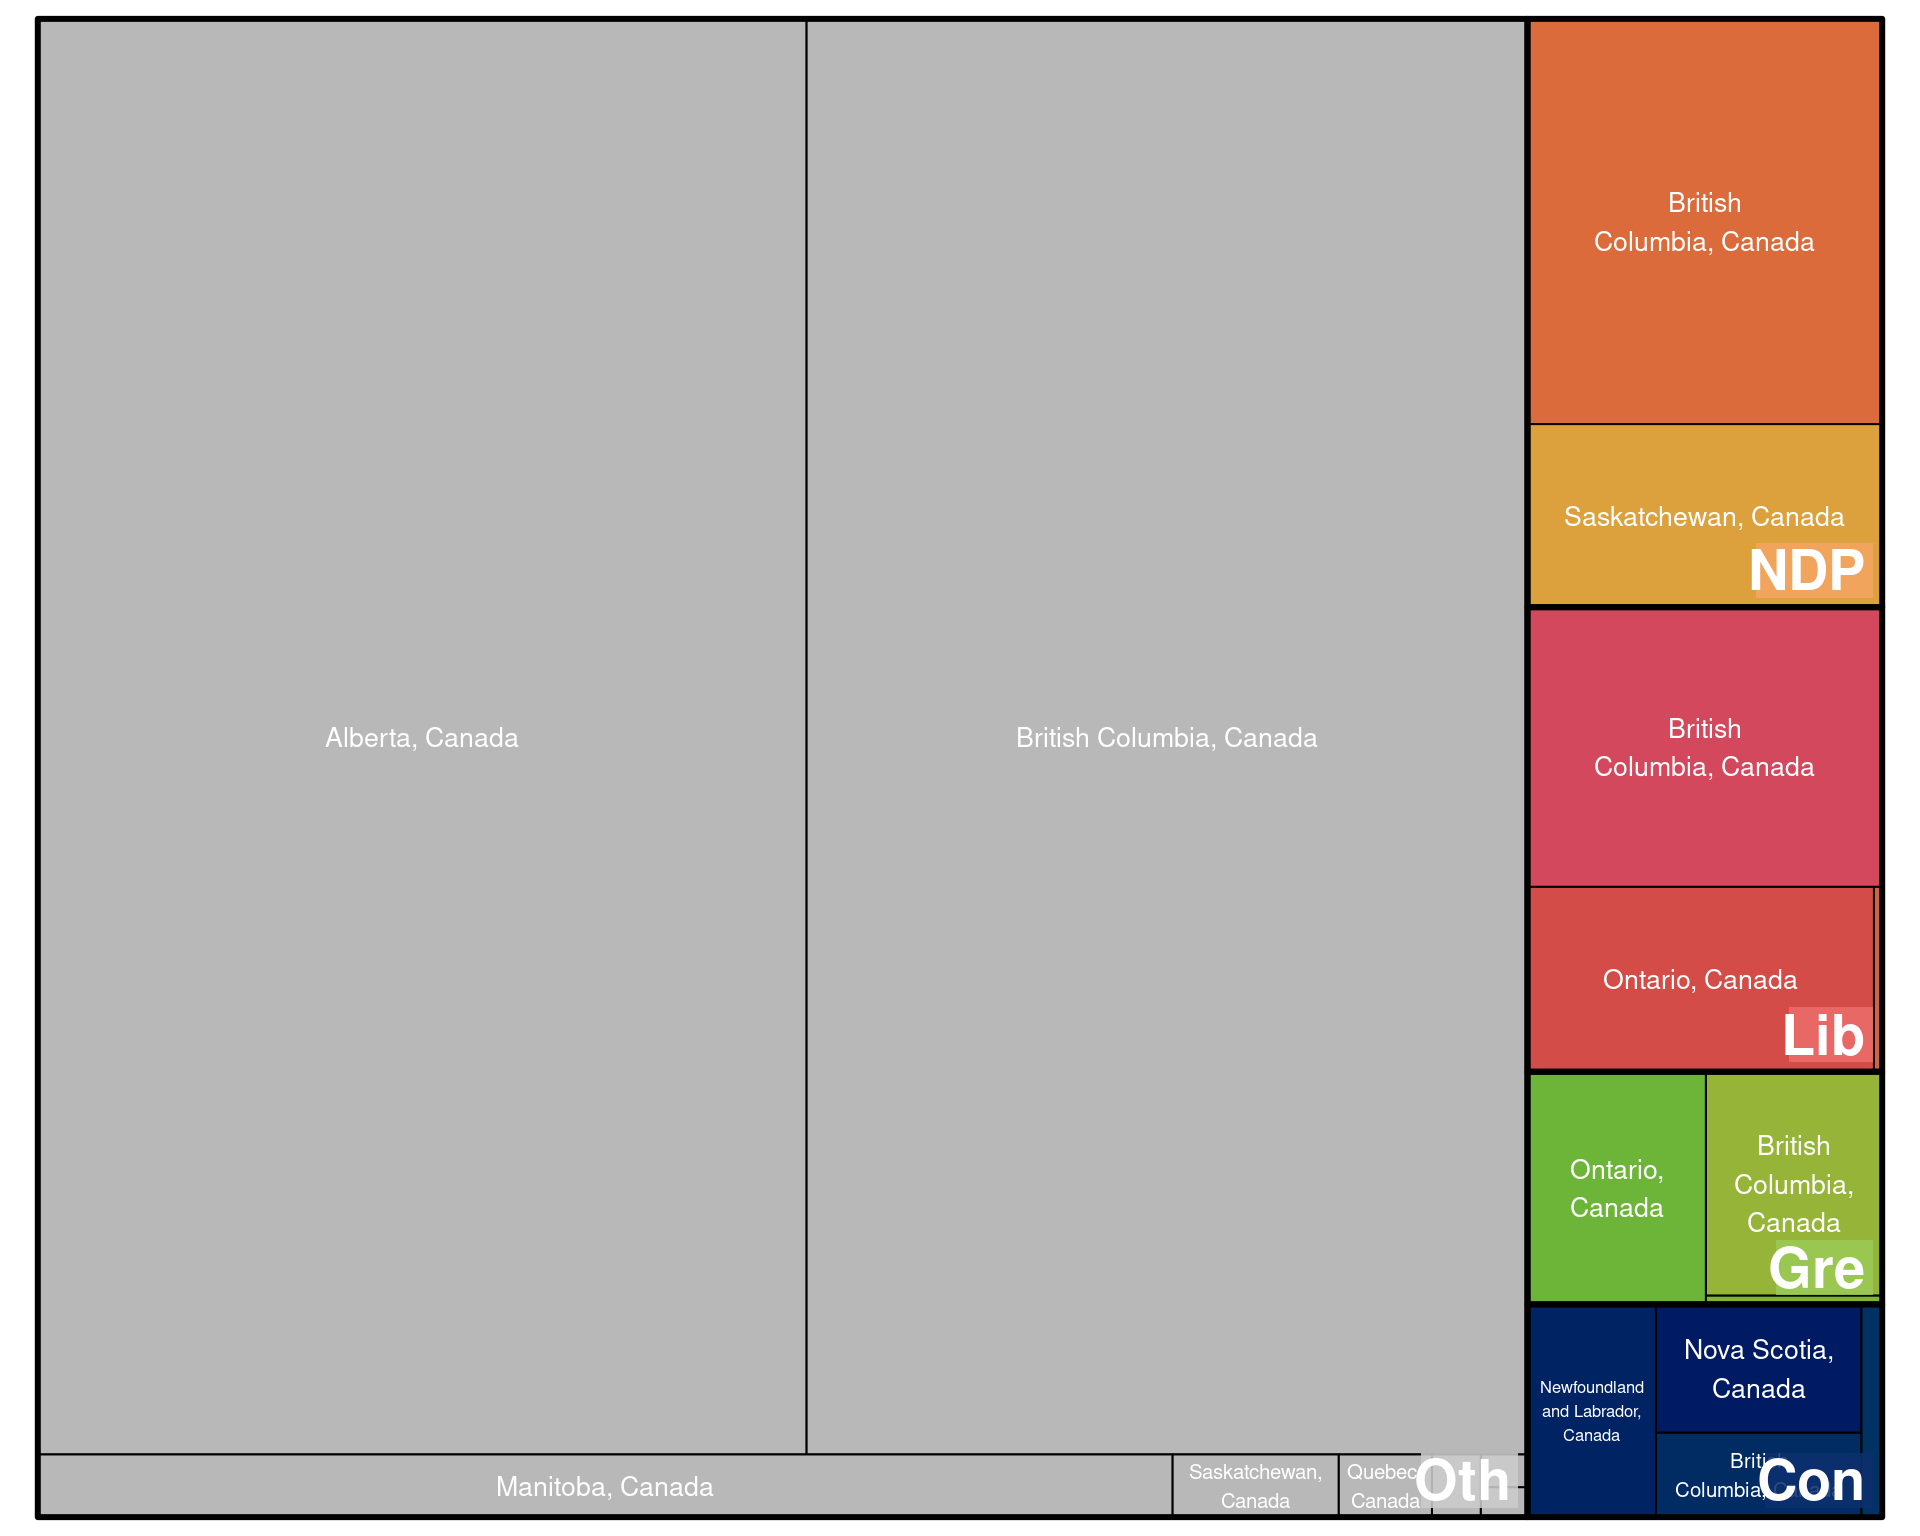 Alberta, Canada
British Columbia, Canada
Manitoba, Canada
Saskatchewan,
Canada
Quebec
Canada
Oth
British
Columbia, Canada
Saskatchewan, Canada
NDP
British
Columbia, Canada
Ontario, Canada
Lib
Ontario,
Canada
British
Columbia,
Canada
Gre
Newfoundland
and Labrador,
Canada
Nova Scotia,
Canada
Columbia,
Con